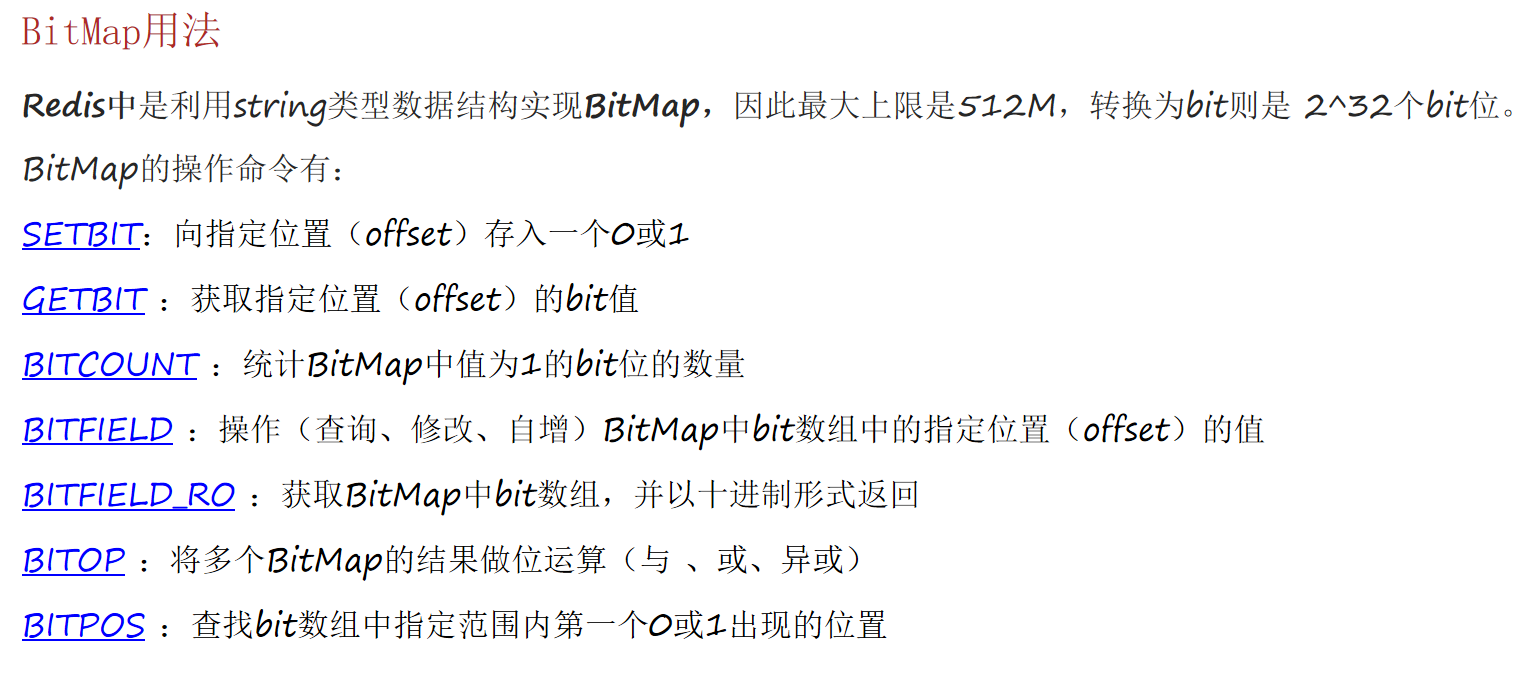 BitMap用法
Redis中是利用string类型数据结构实现BitMap，因此最大上限是512M，转换为bit则是 2^32个bit位。
BitMap的操作命令有：
SETBIT：向指定位置（offset）存入一个0或1
GETBIT ：获取指定位置（offset）的bit值
BITCOUNT ：统计BitMap中值为1的bit位的数量
BITFIELD ：操作（查询、修改、自增）BitMap中bit数组中的指定位置（offset）的值
BITFIELD_RO ：获取BitMap中bit数组，并以十进制形式返回
BITOP ：将多个BitMap的结果做位运算（与 、或、异或）
BITPOS ：查找bit数组中指定范围内第一个0或1出现的位置